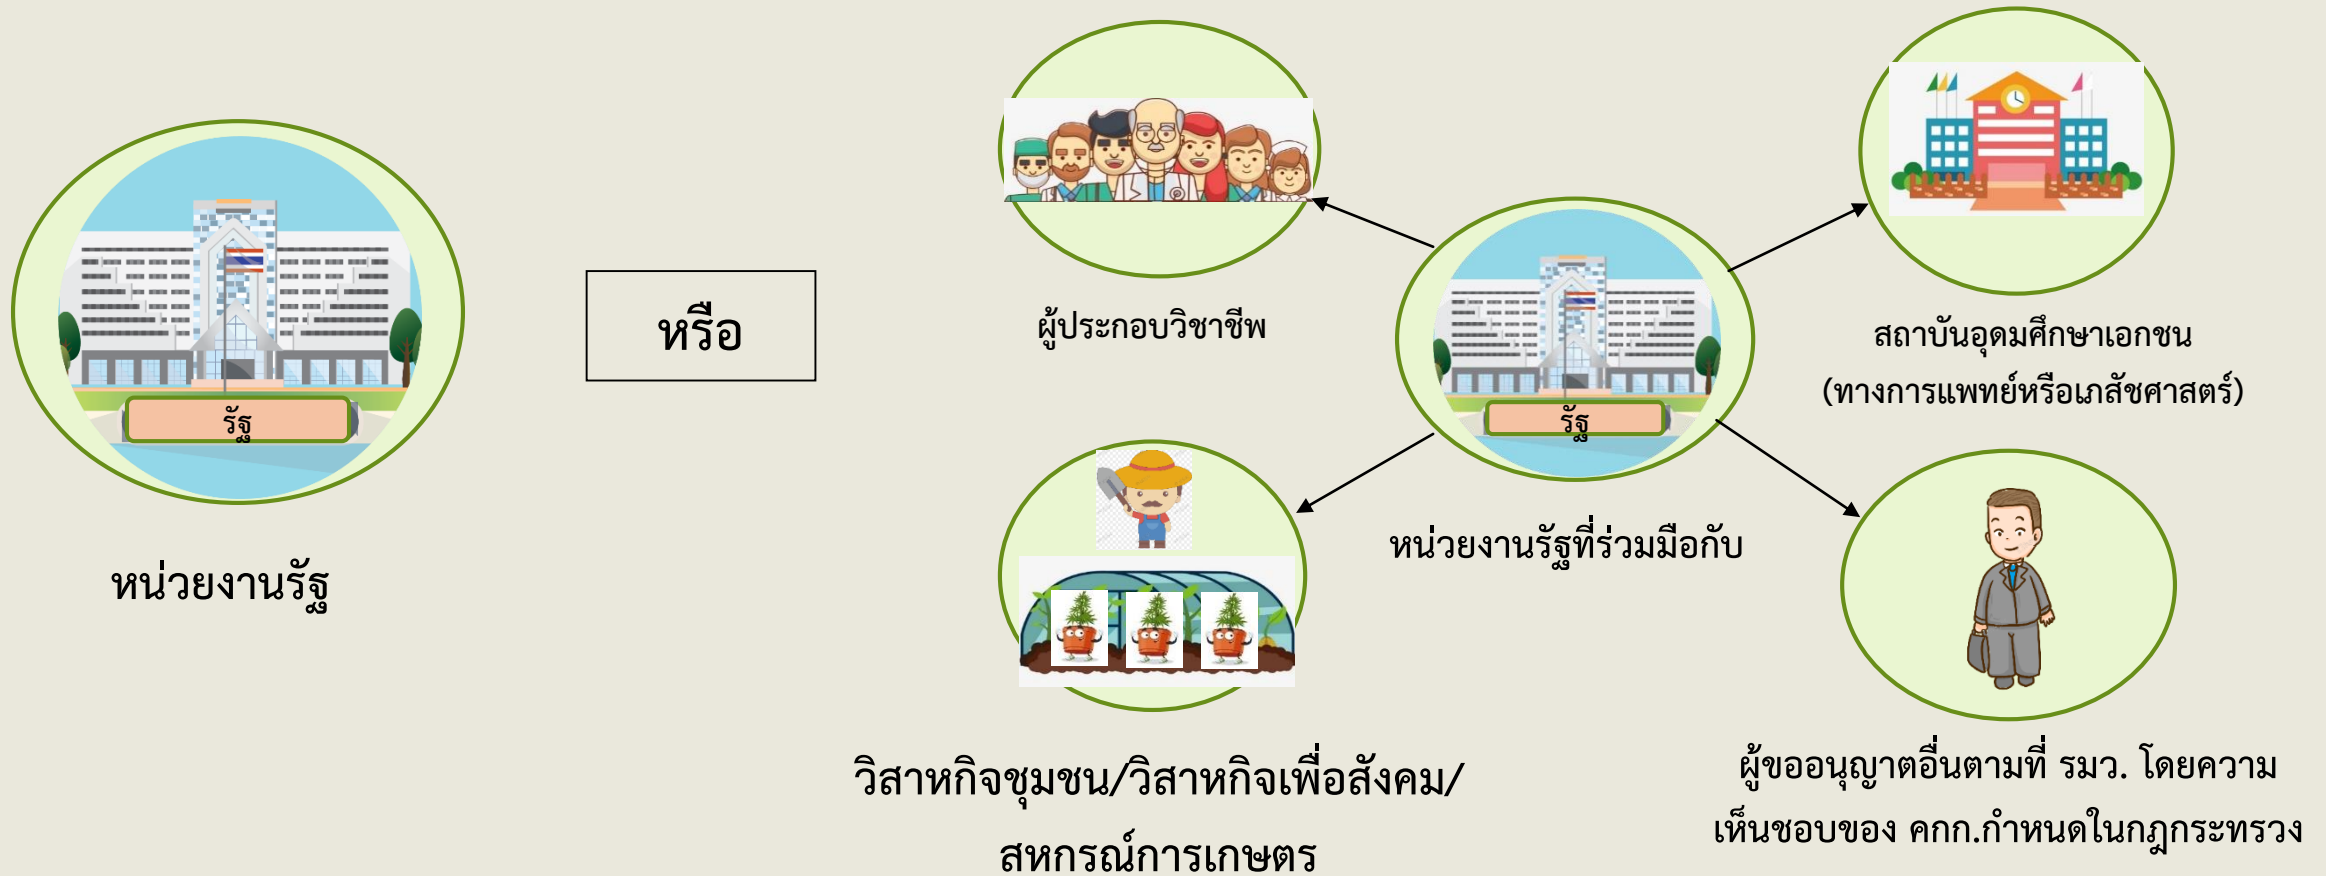 รัฐ
หน่วยงานรัฐ
หรือ
ผู้ประกอบวิชาชีพ
สถาบันอุดมศึกษาเอกชน
(ทางการแพทย์หรือเภสัชศาสตร์)
รัฐ
หน่วยงานรัฐที่ร่วมมือกับ
วิสาหกิจชุมชน/วิสาหกิจเพื่อสังคม/
สหกรณ์การเกษตร
ผู้ขออนุญาตอื่นตามที่ รมว. โดยความ
เห็นชอบของ คกก.กำหนดในกฎกระทรวง